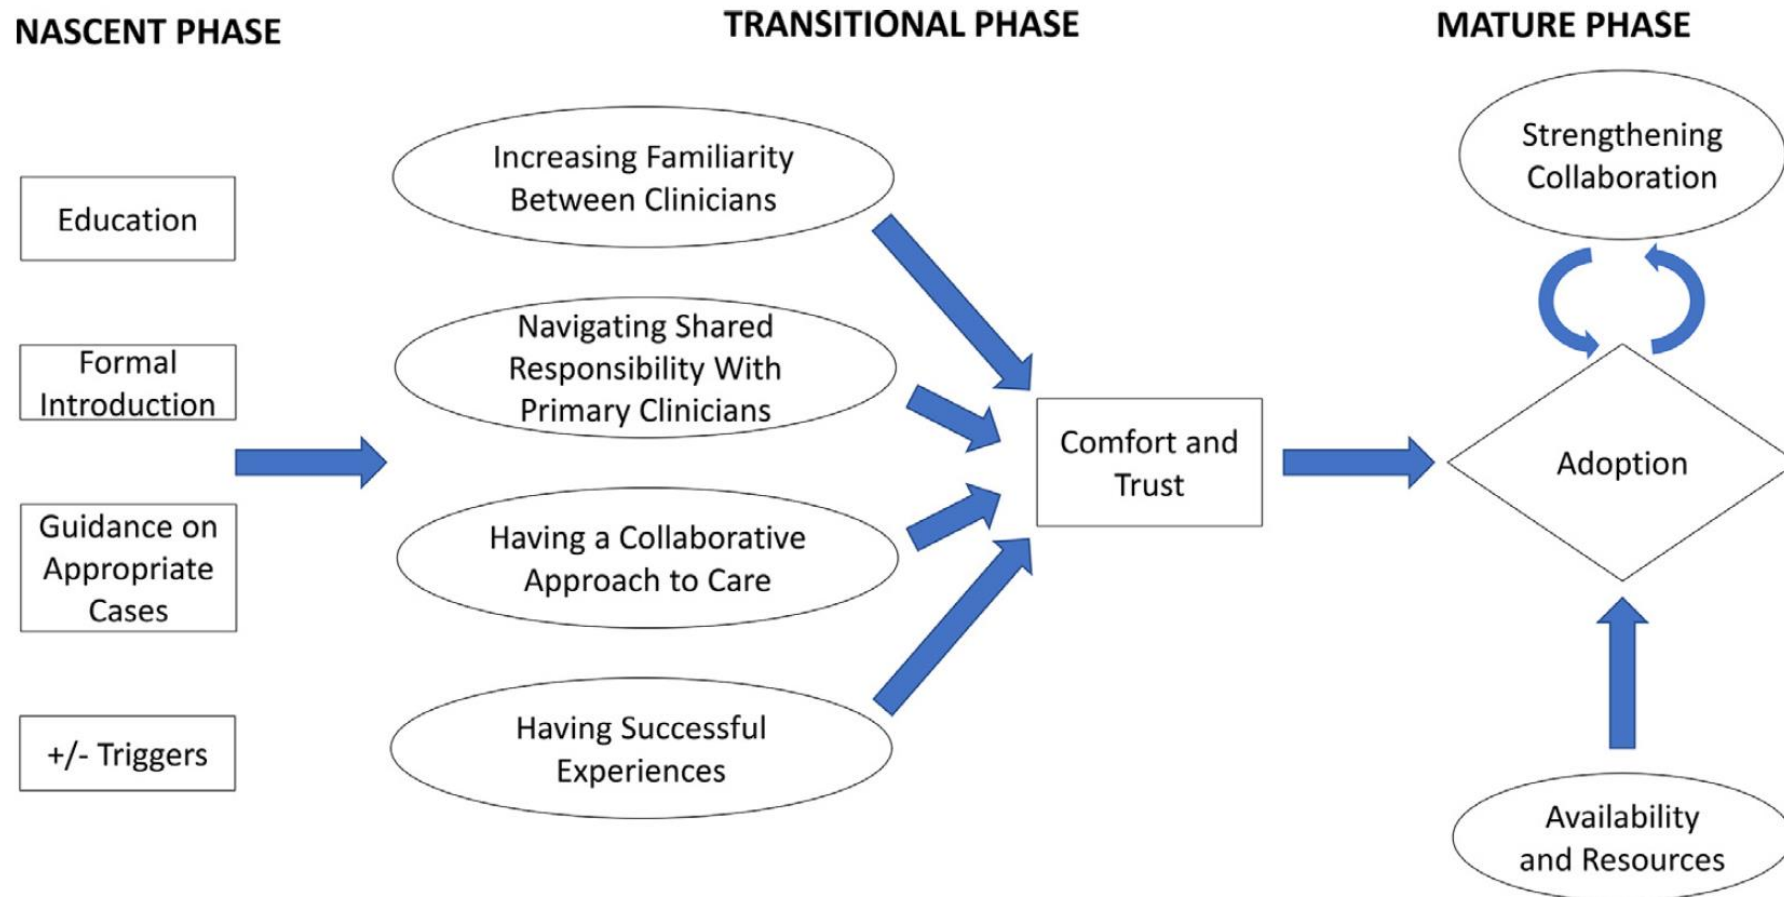 NASCENT PHASE
TRANSITIONAL PHASE
MATURE PHASE
Education
Formal
Introduction
Guidance on
Appropriate
Cases
+/- Triggers
Increasing Familiarity
Between Clinicians
Navigating Shared
Responsibility With
Primary Clinicians
Having a Collaborative
Approach to Care
Having Successful
Experiences
Comfort and
Trust
Strengthening
Collaboration
Adoption
Availability
and Resources